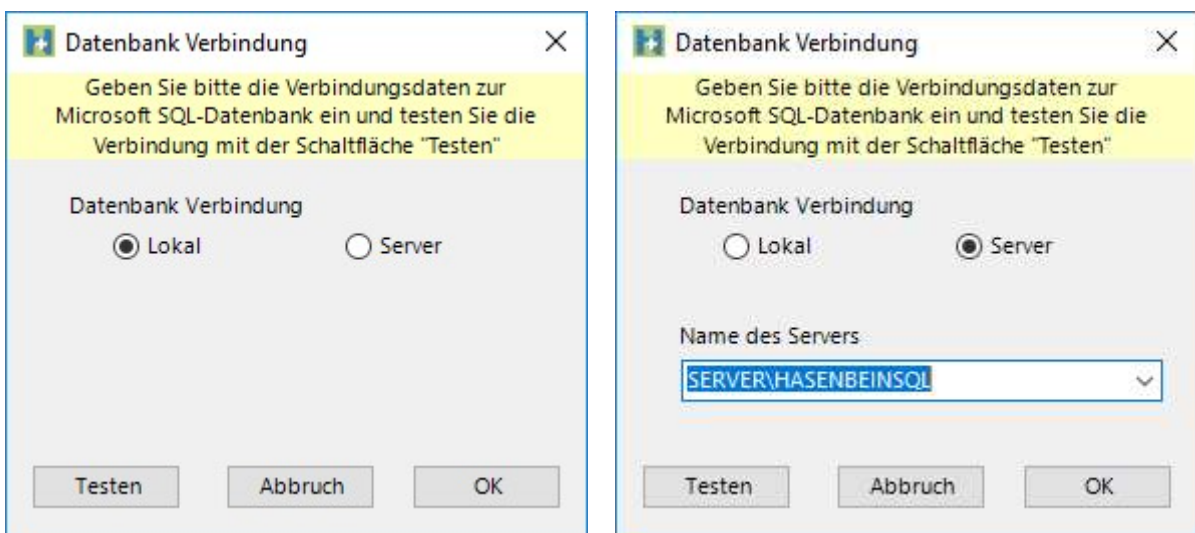 Datenbank Verbindung
Geben Sie bitte die Verbindungsdaten zur
Microsoft SQL-Datenbank ein und testen Sie die
Verbindung mit der Schaltfläche "Testen"
Datenbank Verbindung
Lokal
Server
Testen
Abbruch
OK
Datenbank Verbindung
Geben Sie bitte die Verbindungsdaten zur
Microsoft SQL-Datenbank ein und testen Sie die
Verbindung mit der Schaltfläche "Testen"
Datenbank Verbindung
Lokal
Server
Name des Servers
SERVER\HASENBEINSQL
Testen
Abbruch
OK